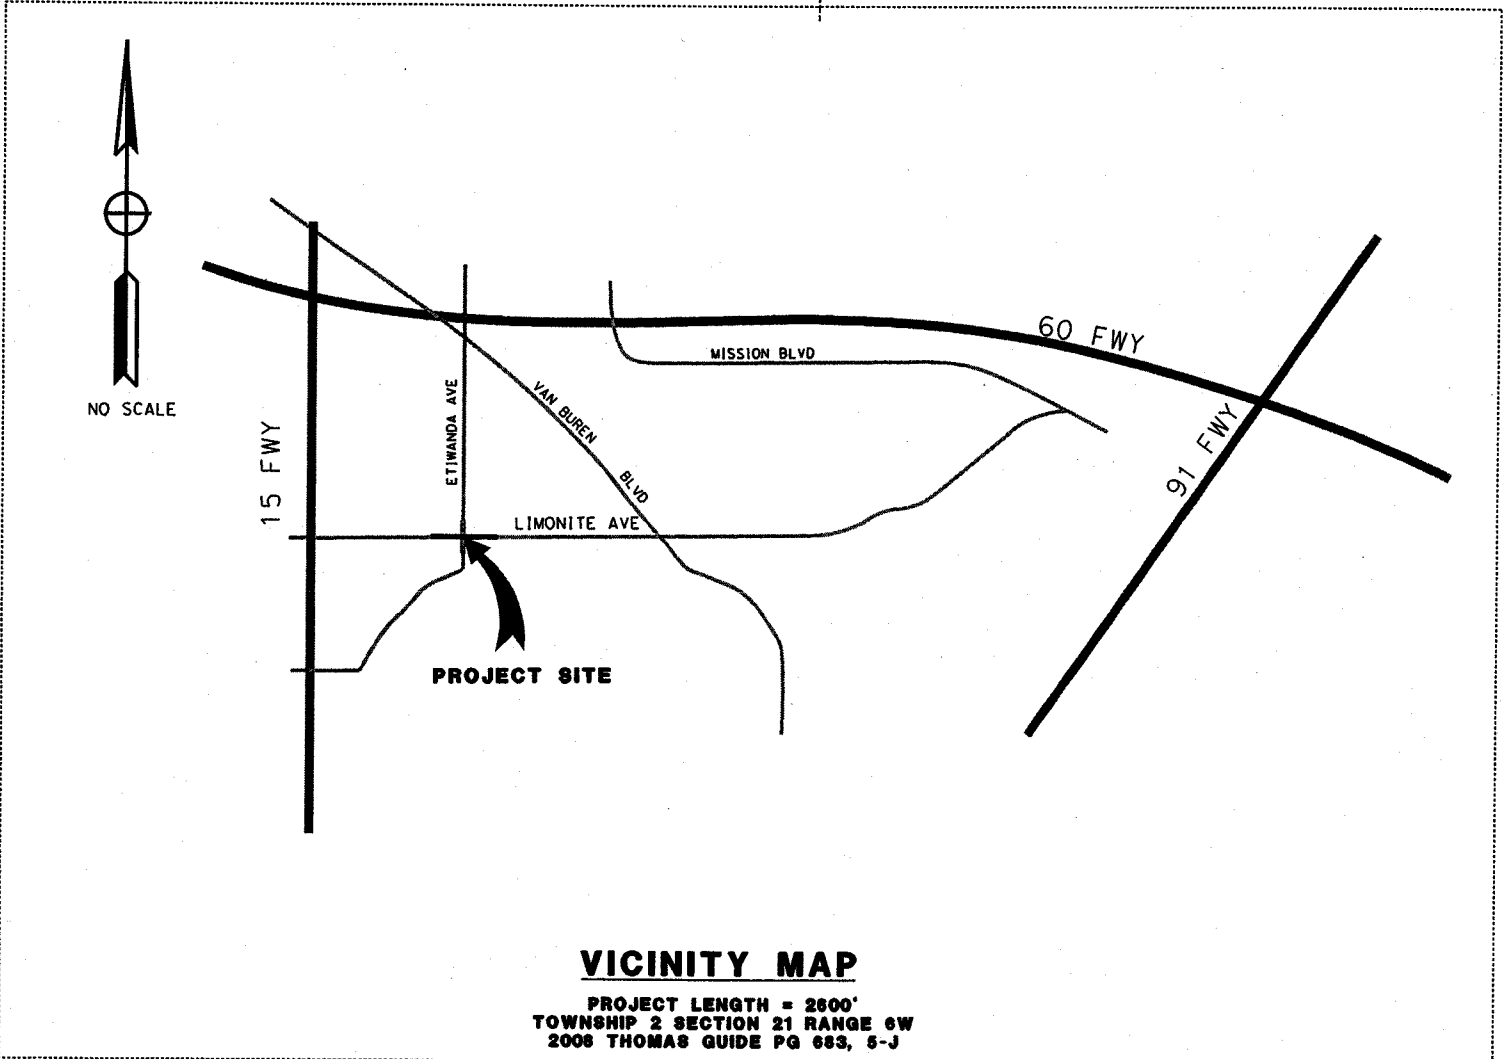 NO SCALE
15 FWY
ETIWANDA AVE
VAN BUREN
BLVD
MISSION BLVD
60 FWY
91 FWY
LIMONITE AVE
PROJECT SITE
VICINITY MAP
PROJECT LENGTH = 2600'
TOWNSHIP 2 SECTION 21 RANGE 6W
2006 THOMAS GUIDE PG 683, 5-J